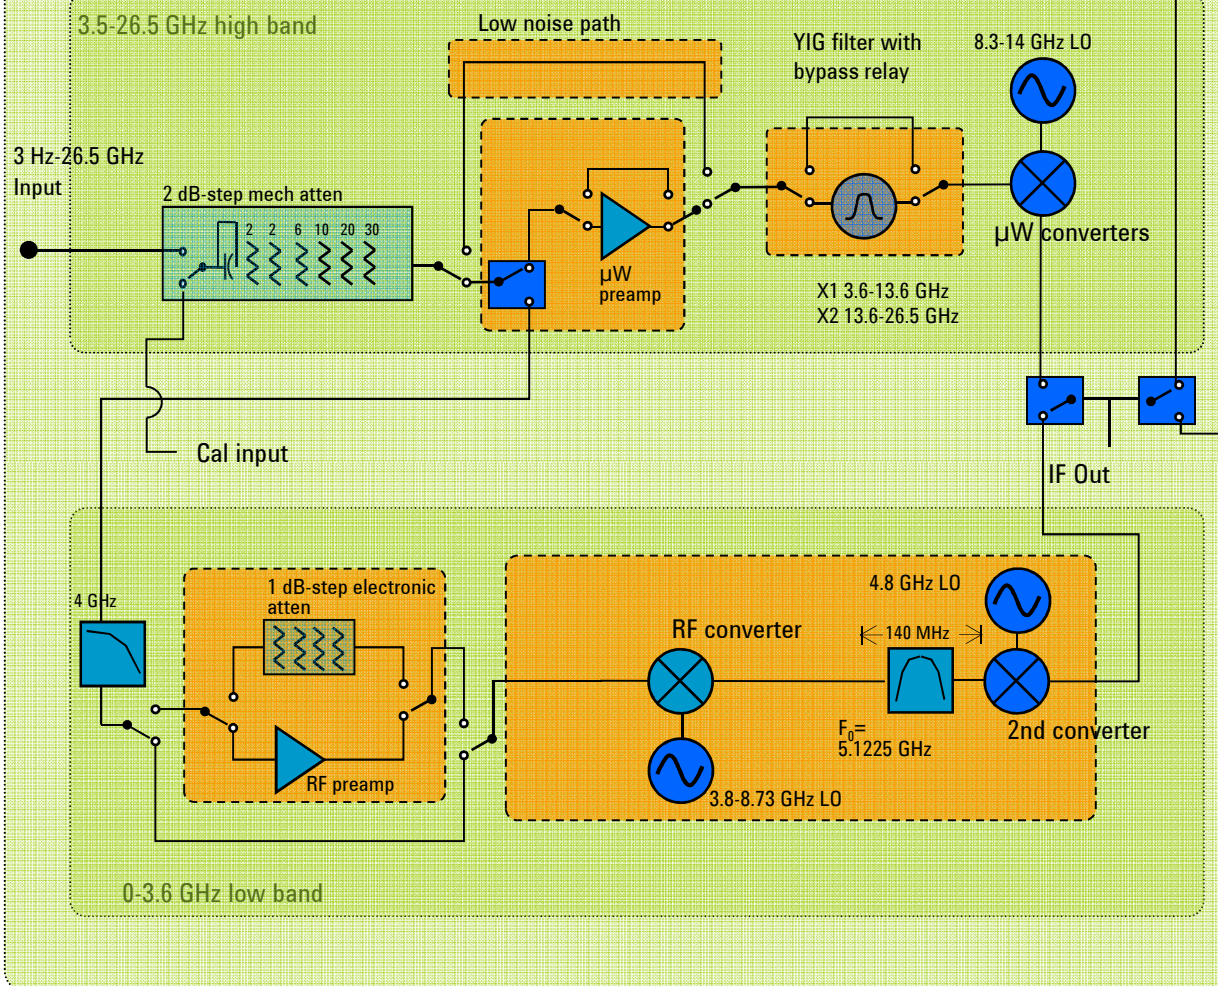 3.5-26.5 GHz high band
Low noise path
YIG filter with
bypass relay
8.3-14 GHz LO
3 Hz-26.5 GHz
Input
2 dB-step mech atten
2 2 6 10 20 30
µW
preamp
µW converters
X1 3.6-13.6 GHz
X2 13.6-26.5 GHz
Cal input
IF Out
4 GHz
1 dB-step electronic
atten
RF preamp
RF converter
4.8 GHz LO
140 MHz
F0=
5.1225 GHz
2nd converter
3.8-8.73 GHz LO
0-3.6 GHz low band